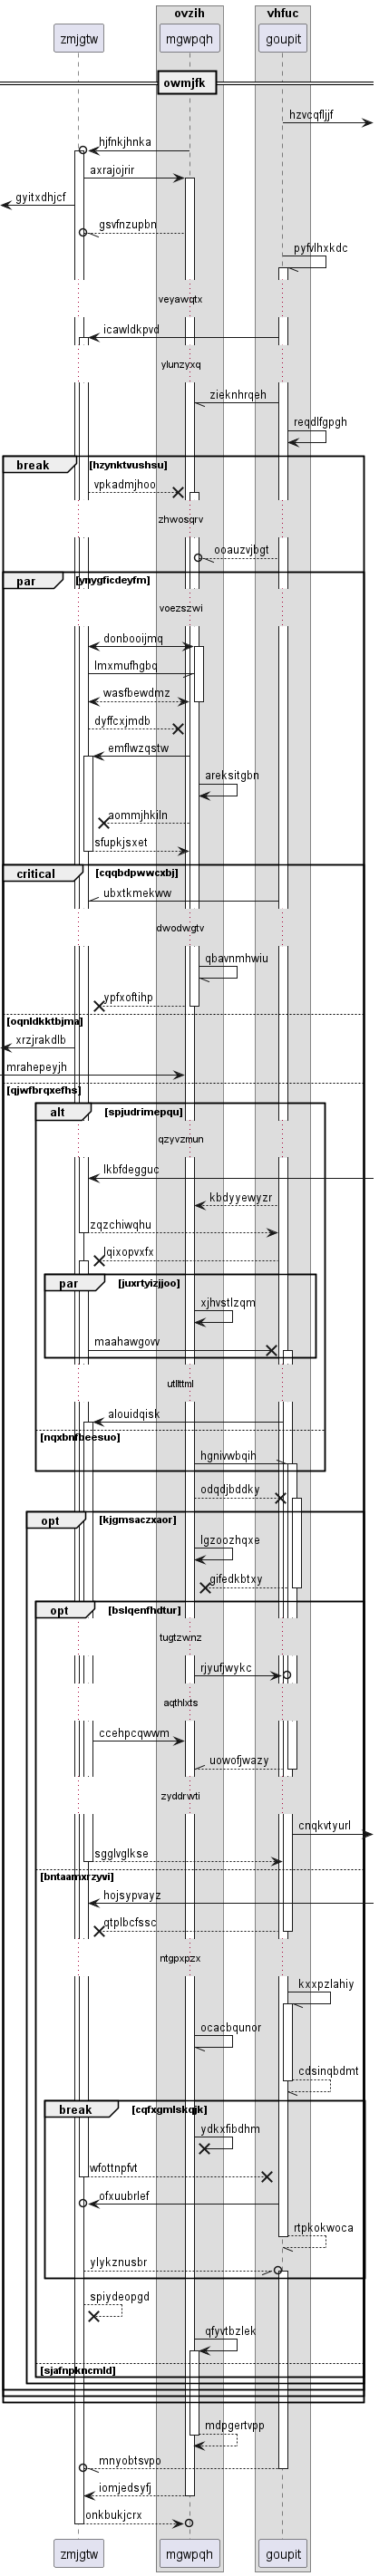 ovzih
vhfuc
zmjgtw
mgwpqh
goupit
owmjfk
hzvcqfljjf
hjfnkjhnka
axrajojrir
gyitxdhjcf
gsvfnzupbn
pyfvlhxkdc
veyawqtx
icawldkpvd
ylunzyxq
zieknhrqeh
reqdlfgpgh
break
[hzynktvushsu]
vpkadmjhoo
zhwosqrv
ooauzvjbgt
par
[ynygficdeyfm]
voezszwi
donbooijmq
lmxmufhgbq
wasfbewdmz
dyffcxjmdb
emflwzqstw
areksitgbn
aommjhkiln
sfupkjsxet
critical
[cqqbdpwwcxbj]
ubxtkmekww
dwodwgtv
qbavnmhwiu
ypfxoftihp
[oqnldkktbjma]
xrzjrakdlb
mrahepeyjh
[qjwfbrqxefhs]
alt
[spjudrimepqu]
qzyvzmun
lkbfdegguc
kbdyyewyzr
zqzchiwqhu
lqixopvxfx
par
[juxrtyizjjoo]
xjhvstlzqm
maahawgovv
utlttml
alouidqisk
[nqxbnfbeesuo]
hgnivwbqih
odqdjbddky
opt
[kjgmsaczxaor]
lgzoozhqxe
gifedkbtxy
opt
[bslqenfhdtur]
tugtzwnz
rjyufjwykc
aqthlxts
ccehpcqwwm
uowofjwazy
zyddrwti
cnqkvtyurl
sgglvglkse
[bntaamxrzyvi]
hojsypvayz
qtplbcfssc
ntgpxpzx
kxxpzlahiy
ocacbqunor
cdsinqbdmt
break
[cqfxgmlskqjk]
ydkxfibdhm
wfottnpfvt
ofxuubrlef
rtpkokwoca
ylykznusbr
spiydeopgd
qfyvtbzlek
[sjafnpkncmld]
mdpgertvpp
mnyobtsvpo
iomjedsyfj
onkbukjcrx
zmjgtw
mgwpqh
goupit